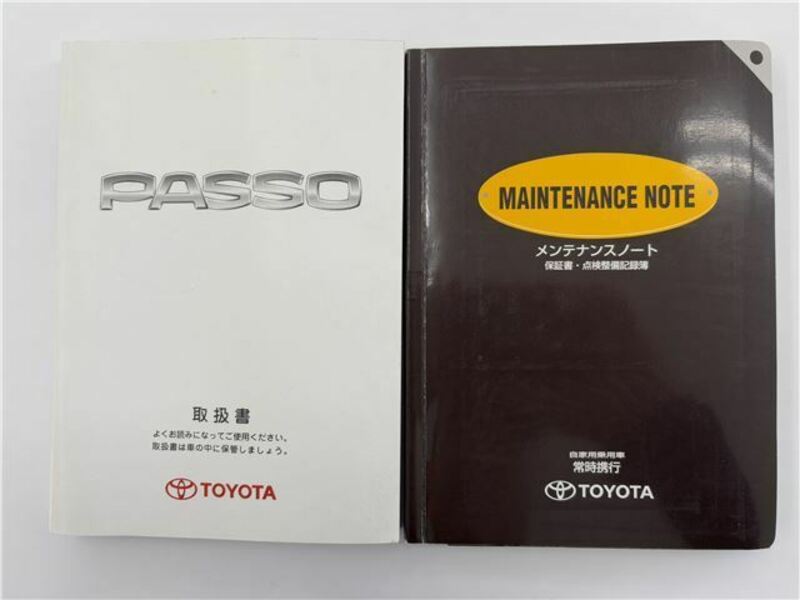 PASSO
取扱書
よくお読みになってご使用ください。
取扱書は車の中に保管しましょう。
TOYOTA
MAINTENANCE NOTE
メンテナンスノート
保証書・点検整備記録簿
自家用乗用車
常時携行
TOYOTA